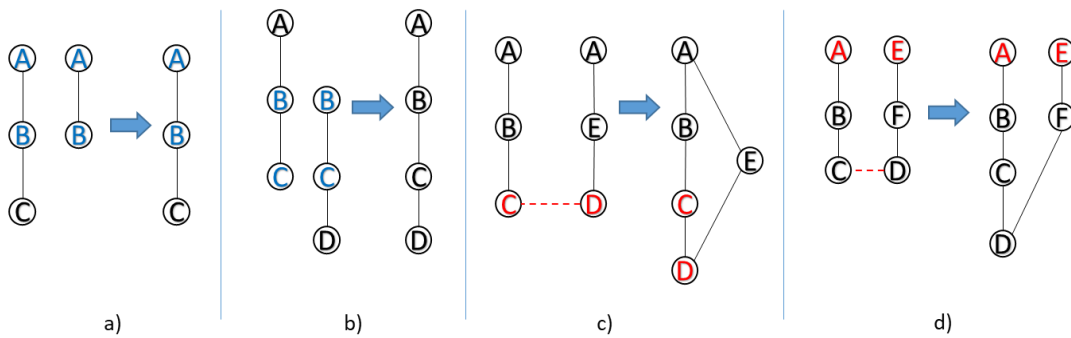 A A A
B B B
C C
a)
A A
B B B
C C C
D D
b)
A A A
B E B
E
C D C
D
c)
A E A E
B F B F
C D C
D
d)